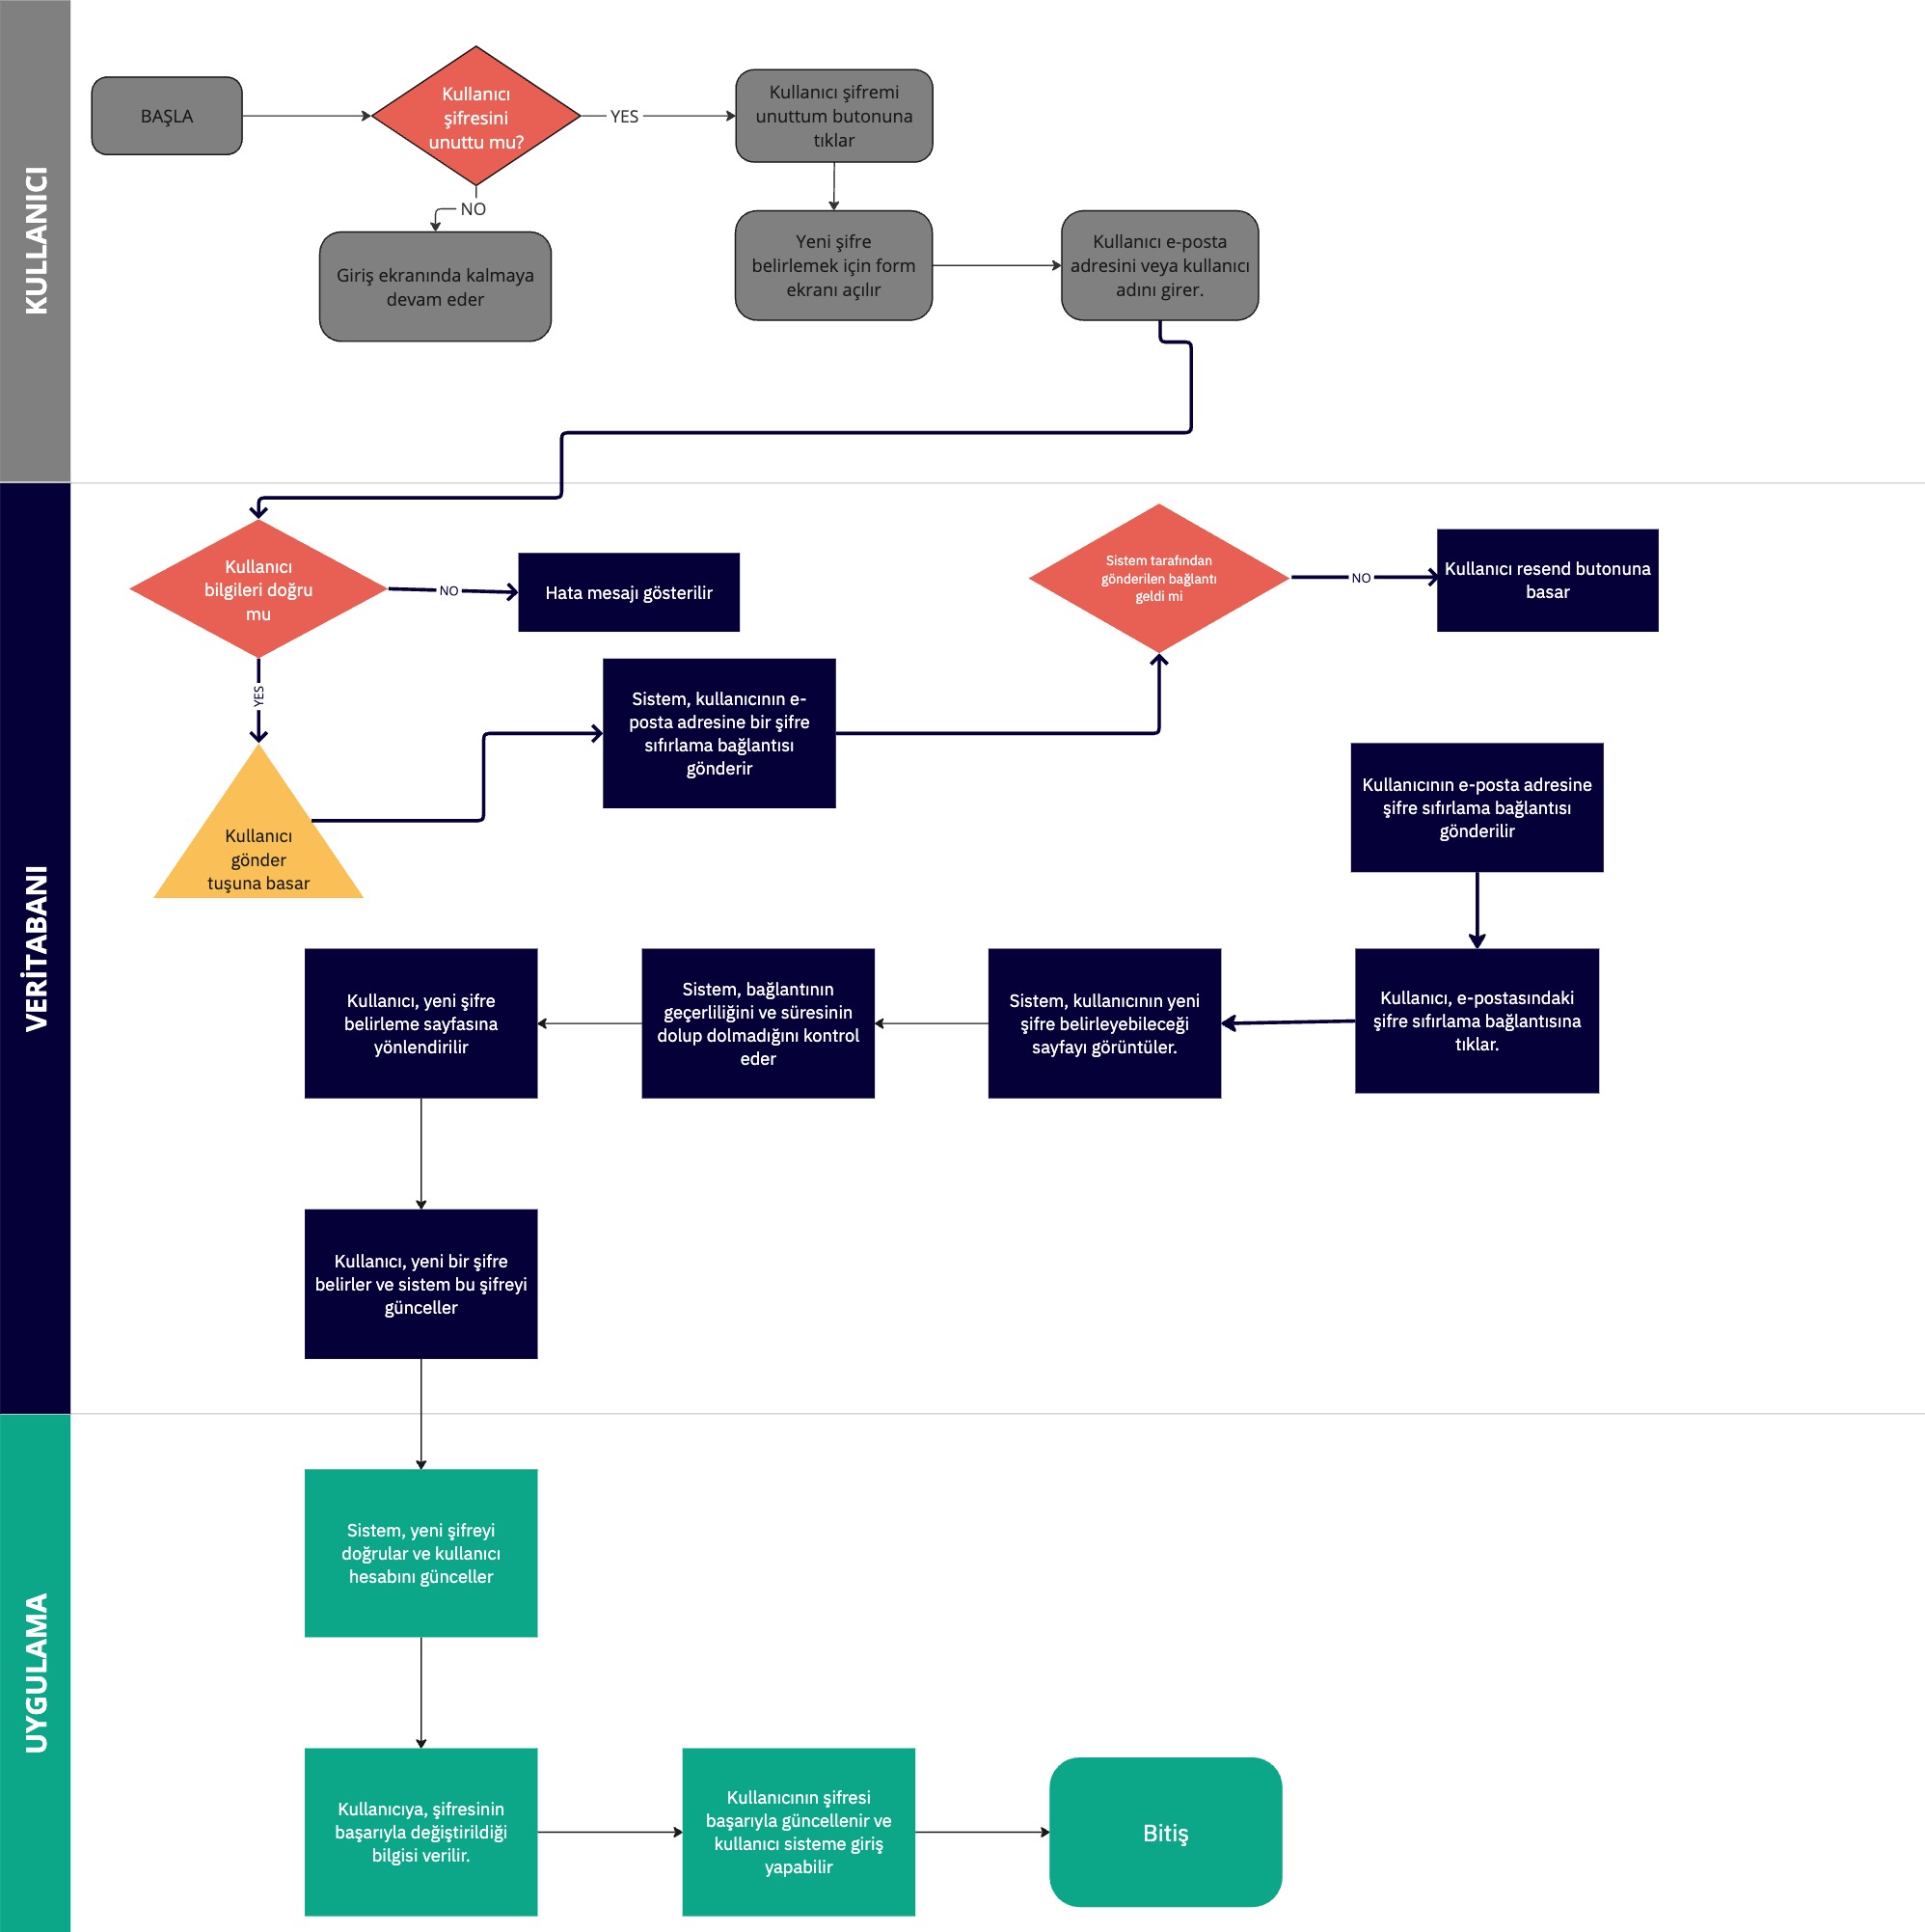 KULLANICI
BAŞLA
Kullanıcı
şifresini
unuttu mu?
YES
Kullanıcı şifremi
unuttum butonuna
tıklar
NO
Giriş ekranında kalmaya
devam eder
Yeni şifre
belirlemek için form
ekranı açılır
Kullanıcı e-posta
adresini veya kullanıcı
adını girer.
VERİTABANI
Kullanıcı
bilgileri doğru
mu
NO
Hata mesajı gösterilir
Sistem tarafından
gönderilen bağlantı
geldi mi
NO
Kullanıcı resend butonuna
basar
YES
Sistem, kullanıcının e-
posta adresine bir şifre
sıfırlama bağlantısı
gönderir
Kullanıcı
gönder
tuşuna basar
Kullanıcının e-posta adresine
şifre sıfırlama bağlantısı
gönderilir
Kullanıcı, e-postasındaki
şifre sıfırlama bağlantısına
tıklar.
Sistem, kullanıcının yeni
şifre belirleyebileceği
sayfayı görüntüler.
Sistem, bağlantının
geçerliliğini ve süresinin
dolup dolmadığını kontrol
eder
Kullanıcı, yeni şifre
belirleme sayfasına
yönlendirilir
Kullanıcı, yeni bir şifre
belirler ve sistem bu şifreyi
günceller
UYGULAMA
Sistem, yeni şifreyi
doğrular ve kullanıcı
hesabını günceller
Kullanıcıya, şifresinin
başarıyla değiştirildiği
bilgisi verilir.
Kullanıcının şifresi
başarıyla güncellenir ve
kullanıcı sisteme giriş
yapabilir
Bitiş